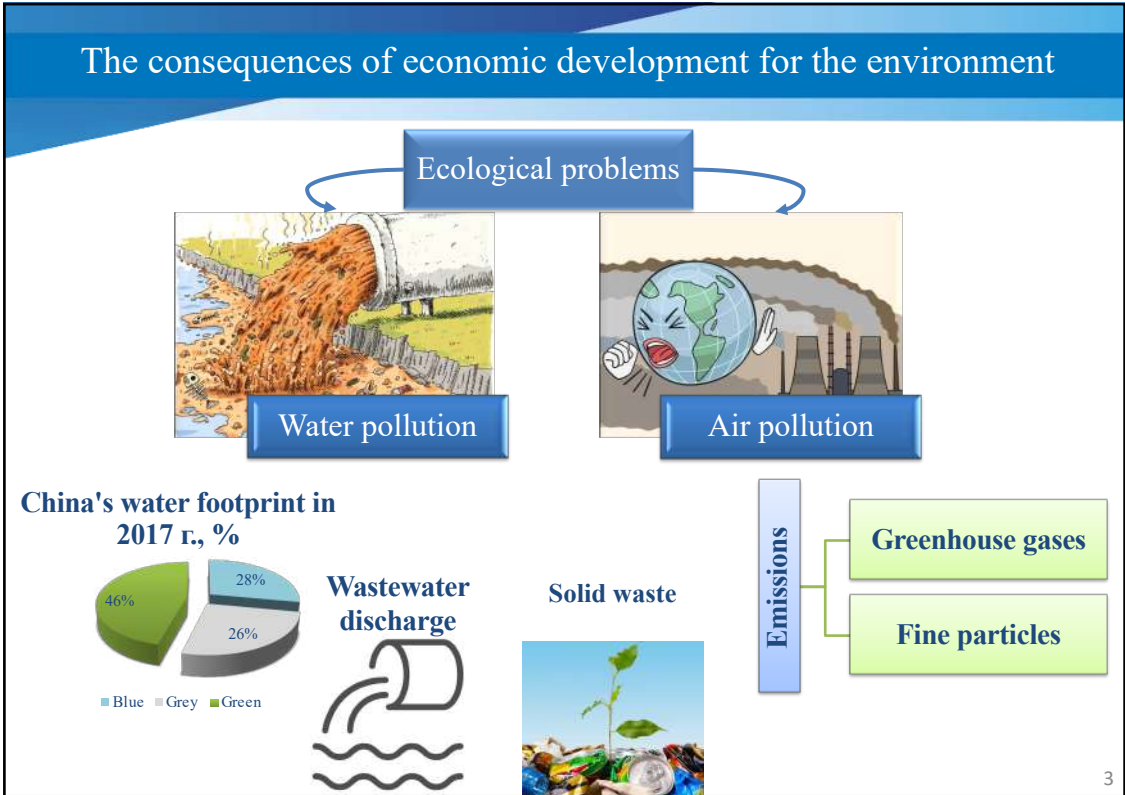 The consequences of economic development for the environment
Ecological problems
Water pollution
Air pollution
China's water footprint in
2017 г., %
28%
46%
26%
Blue Grey Green
Wastewater
discharge
Solid waste
Emissions
Greenhouse gases
Fine particles
3